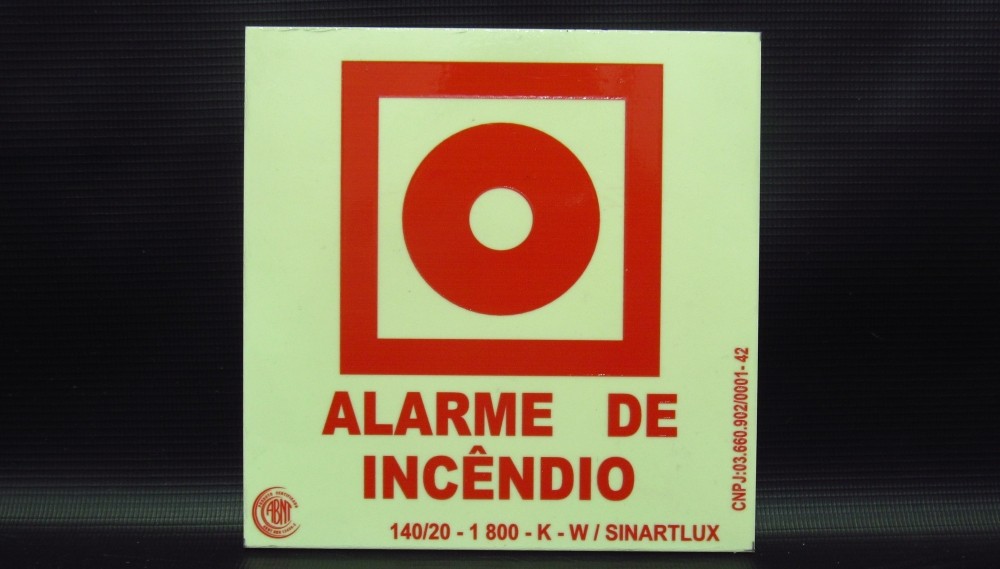 ALARME DE
INCÊNDIO
140/20 - 1 800 - K - W / SINARTLUX
CNPJ:03.660.902/0001- 42
ABNT